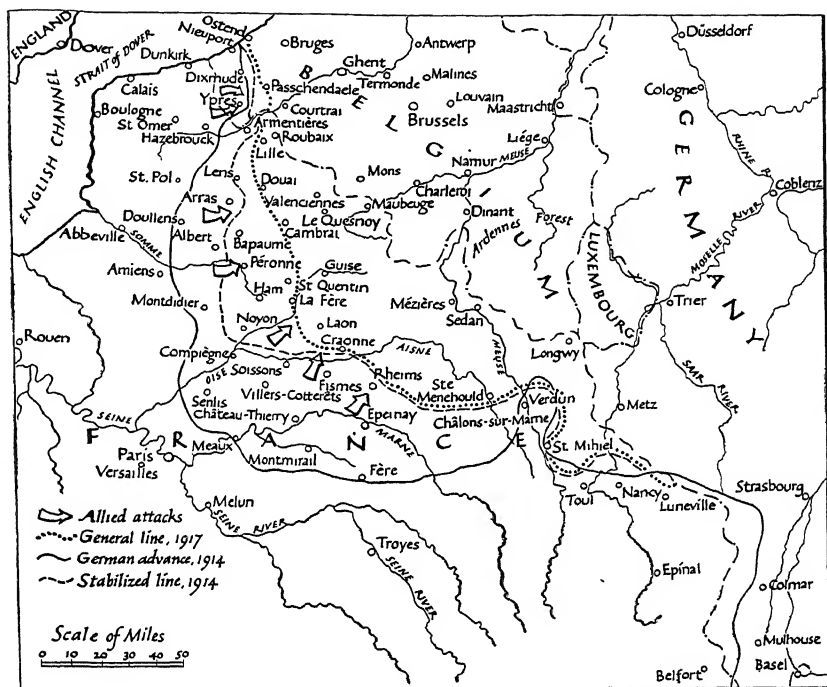 ENGLAND
Dover
STRAIT of DOVER
ENGLISH CHANNEL
Ostend
Nieuport
Dunkirk
Bruges
Antwerp
Ghent
Calais
Dixmude
Passchendaele
Termonde
Malines
Boulogne
Ypres
Courtrai
Louvain
Brussels
Maastricht
St Omer
Hazebrouck
Armentières
Roubaix
Lille
Liége
BELGIUM
Düsseldorf
Cologne
GERMANY
RHINE R.
Coblenz
St. Pol
Lens
Douai
Mons
Namur
MEUSE
Charleroi
Arras
Valenciennes
Maubeuge
Dinant
Forest
Ardennes
Doullens
Le Quesnoy
Cambrai
LUXEMBOURG
MOSELLE RIVER
Abbeville
SOMME
Albert
Bapaume
Amiens
Péronne
Guise
Ham
St Quentin
La Fère
Mézières
Sedan
Trier
Montdidier
Noyon
Laon
Craonne
AISNE
MEUSE
Longwy
SAAR RIVER
Rouen
Compiègne
OISE
Soissons
Fismes
Rheims
Ste
Menehould
Verdun
Metz
Senlis
Villers-Cotterêts
Château-Thierry
Epernay
Châlons-sur-Marne
SEINE
FRANCE
MARNE
Paris
Versailles
Meaux
Montmirail
Fère
St. Mihiel
Toul
Nancy
Luneville
Strasbourg
Melun
SEINE RIVER
Troyes
SEINE RIVER
Epinal
Colmar
Mulhouse
Belfort
Basel
Allied attacks
General line, 1917
German advance, 1914
Stabilized line, 1914
Scale of Miles
0 10 20 30 40 50